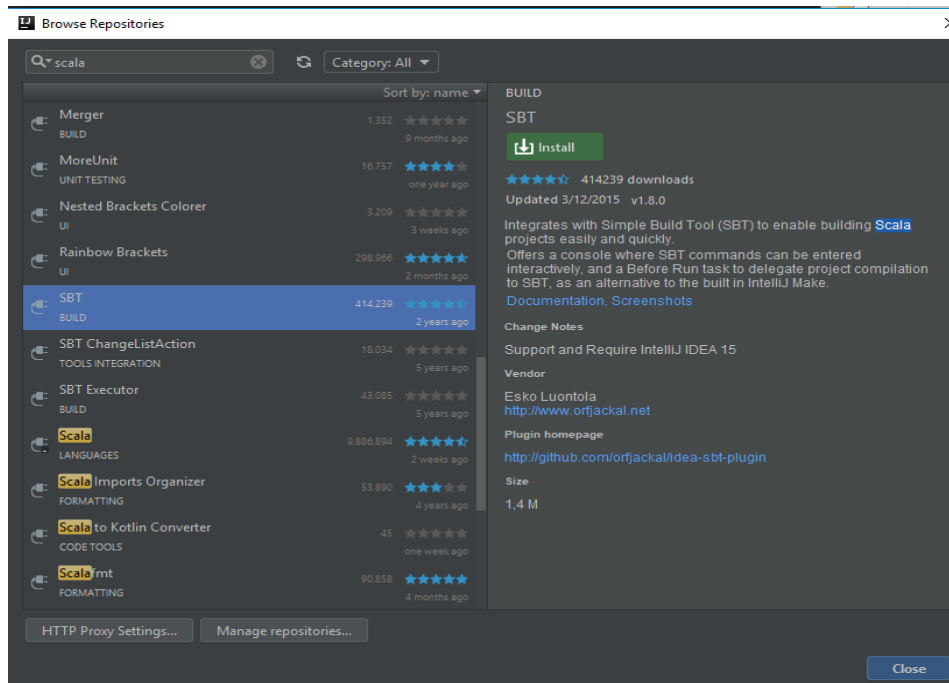 IJ Browse Repositories
scala
Category: All
Sort by: name
Merger 1.352
BUILD 9 months ago
MoreUnit 16.757
UNIT TESTING one year ago
Nested Brackets Colorer 3.209
UI 3 weeks ago
Rainbow Brackets 298.966
UI 2 months ago
SBT 414.239
BUILD 2 years ago
SBT ChangeListAction 18.034
TOOLS INTEGRATION 5 years ago
SBT Executor 43.085
BUILD 5 years ago
Scala 9.886.894
LANGUAGES 2 weeks ago
Scala Imports Organizer 53.890
FORMATTING 4 years ago
Scala to Kotlin Converter 45
CODE TOOLS one week ago
Scalafmt 90.858
FORMATTING 4 months ago
BUILD
SBT
Install
414239 downloads
Updated 3/12/2015 v1.8.0
Integrates with Simple Build Tool (SBT) to enable building Scala
projects easily and quickly.
Offers a console where SBT commands can be entered
interactively, and a Before Run task to delegate project compilation
to SBT, as an alternative to the built in IntelliJ Make.
Documentation, Screenshots
Change Notes
Support and Require IntelliJ IDEA 15
Vendor
Esko Luontola
http://www.orfjackal.net
Plugin homepage
http://github.com/orfjackal/idea-sbt-plugin
Size
1,4 M
HTTP Proxy Settings...
Manage repositories...
Close